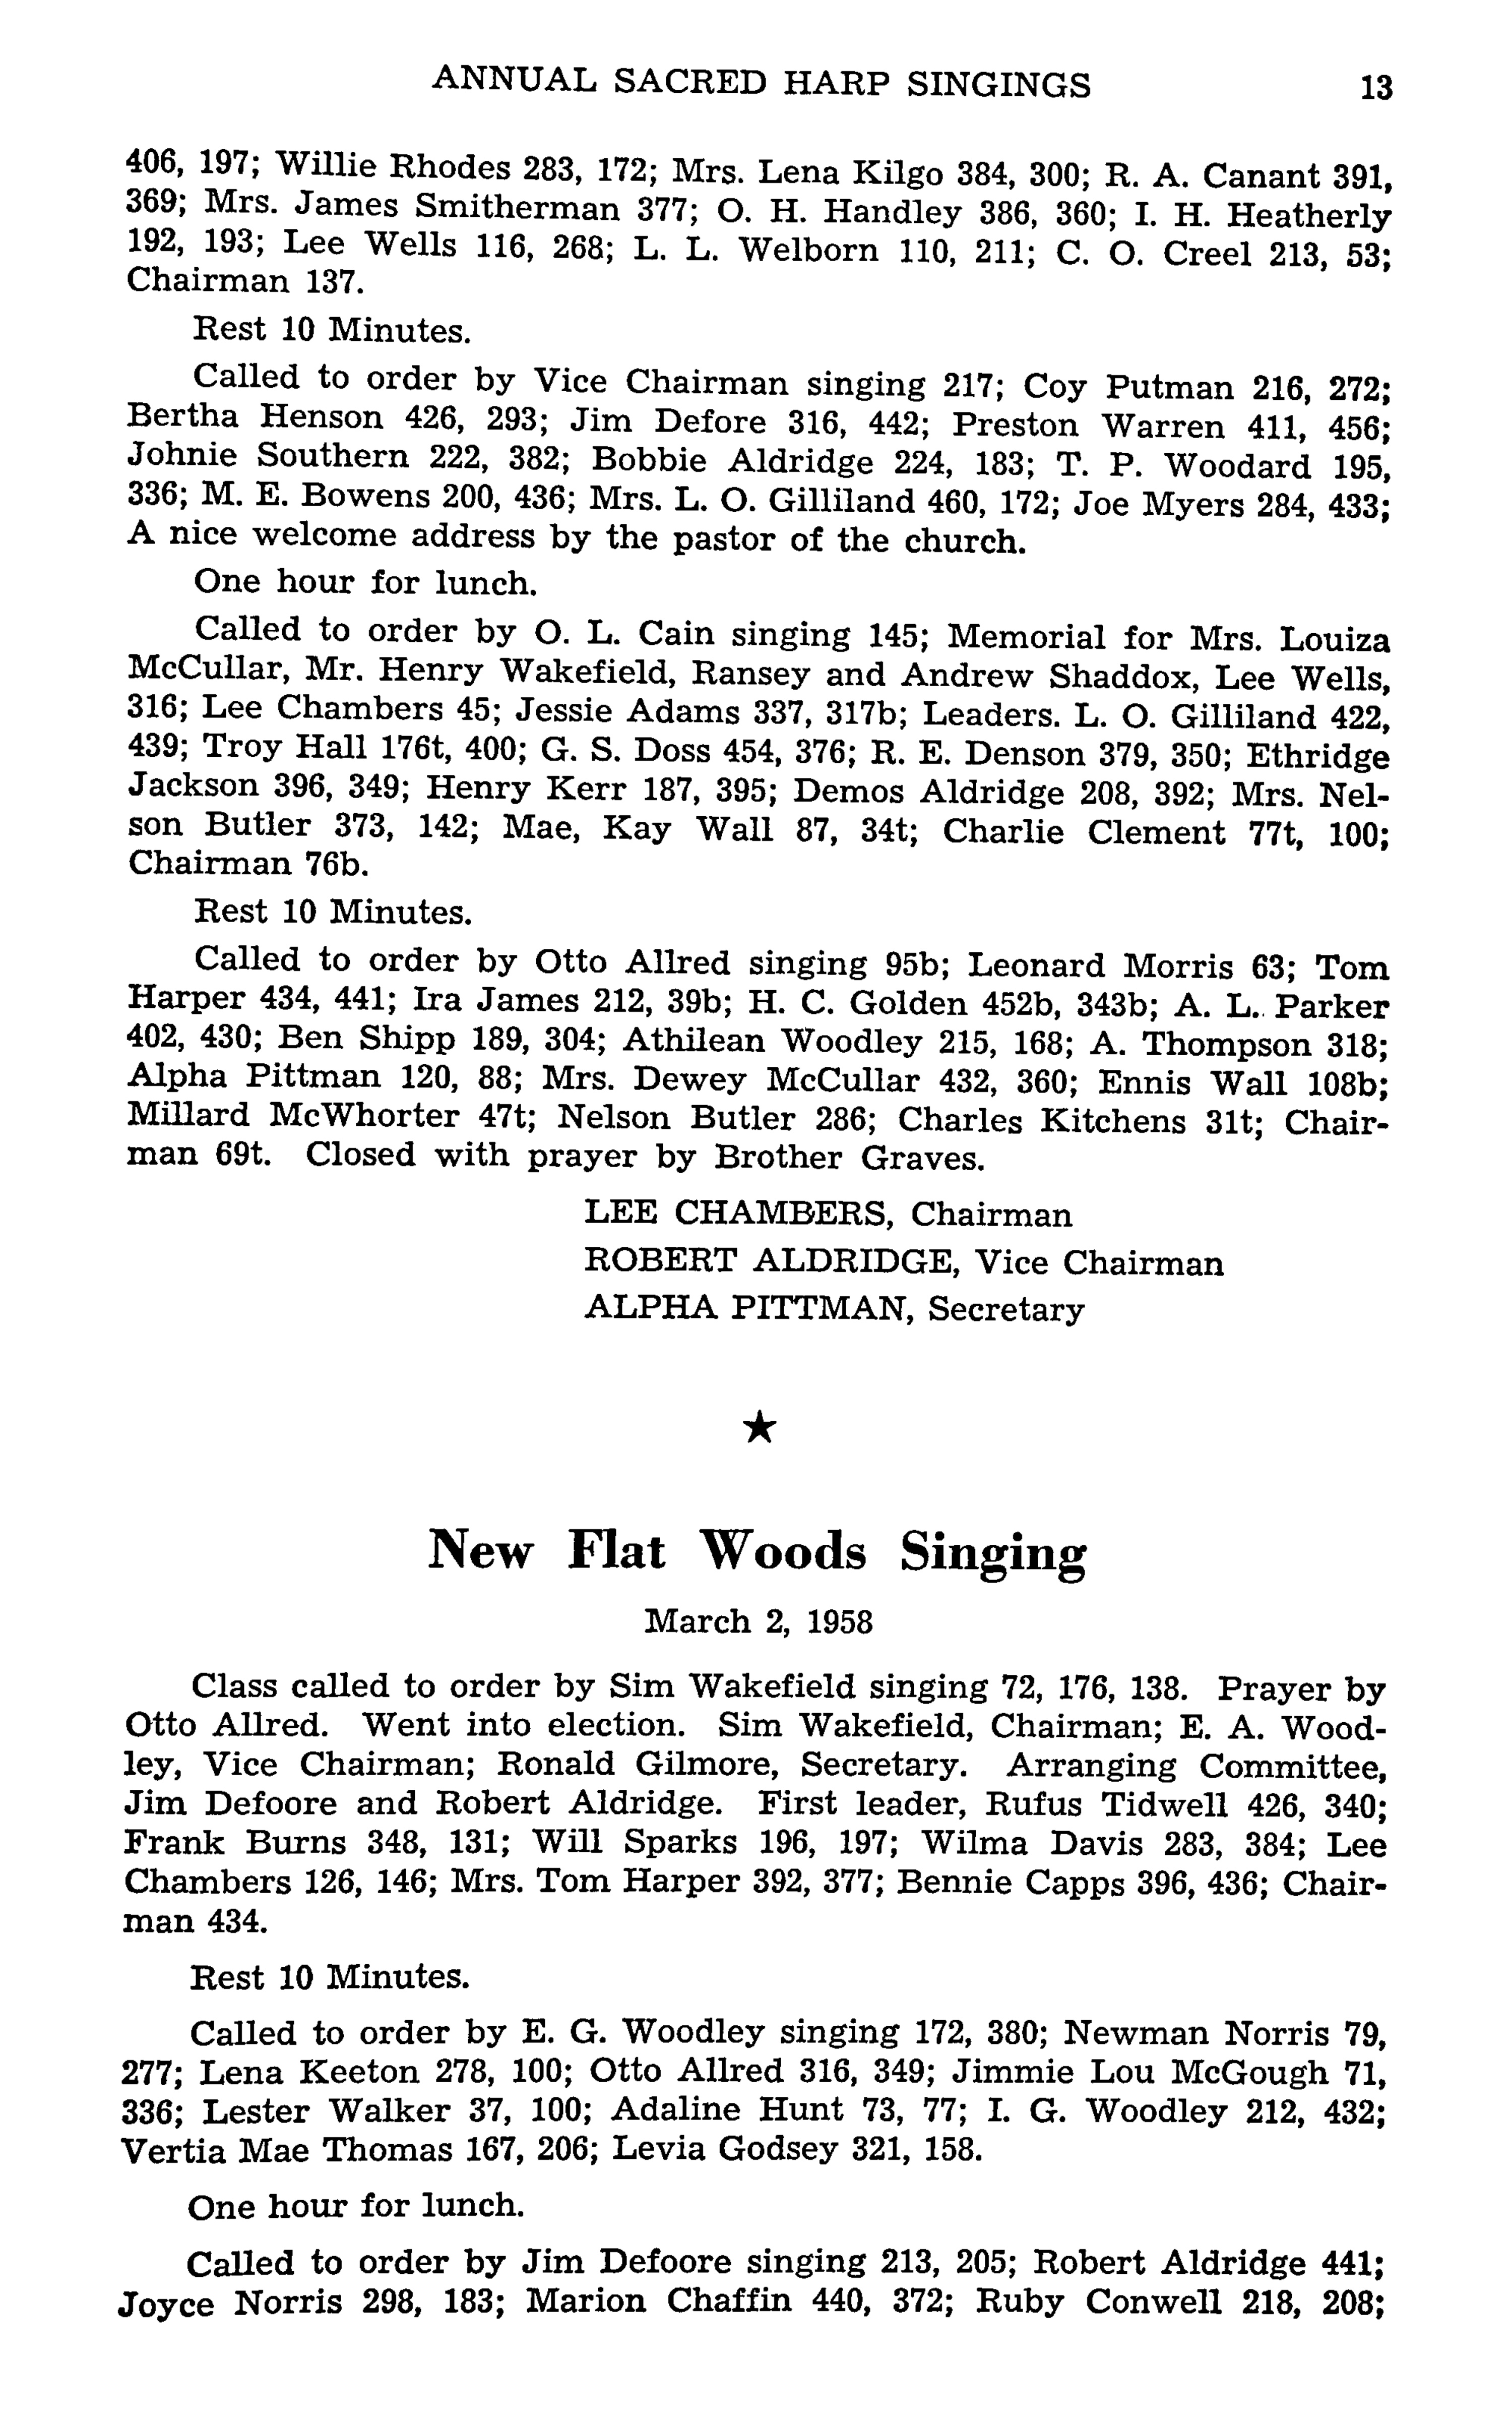 ANNUAL SACRED HARP SINGINGS 13
406, 197; Willie Rhodes 283, 172; Mrs. Lena Kilgo 384, 300; R. A. Canant 391,
369; Mrs. James Smitherman 377; O. H. Handley 386, 360; I. H. Heatherly
192, 193; Lee Wells 116, 268; L. L. Welborn 110, 211; C. O. Creel 213, 53;
Chairman 137.
Rest 10 Minutes.
Called to order by Vice Chairman singing 217; Coy Putman 216, 272;
Bertha Henson 426, 293; Jim Defore 316, 442; Preston Warren 411, 456;
Johnie Southern 222, 382; Bobbie Aldridge 224, 183; T. P. Woodard 195,
336; M. E. Bowens 200, 436; Mrs. L. O. Gilliland 460, 172; Joe Myers 284, 433;
A nice welcome address by the pastor of the church.
One hour for lunch.
Called to order by O. L. Cain singing 145; Memorial for Mrs. Louiza
McCullar, Mr. Henry Wakefield, Ransey and Andrew Shaddox, Lee Wells,
316; Lee Chambers 45; Jessie Adams 337, 317b; Leaders. L. O. Gilliland 422,
439; Troy Hall 176t, 400; G. S. Doss 454, 376; R. E. Denson 379, 350; Ethridge
Jackson 396, 349; Henry Kerr 187, 395; Demos Aldridge 208, 392; Mrs. Nel-
son Butler 373, 142; Mae, Kay Wall 87, 34t; Charlie Clement 77t, 100;
Chairman 76b.
Rest 10 Minutes.
Called to order by Otto Allred singing 95b; Leonard Morris 63; Tom
Harper 434, 441; Ira James 212, 39b; H. C. Golden 452b, 343b; A. L. Parker
402, 430; Ben Shipp 189, 304; Athilean Woodley 215, 168; A. Thompson 318;
Alpha Pittman 120, 88; Mrs. Dewey McCullar 432, 360; Ennis Wall 108b;
Millard McWhorter 47t; Nelson Butler 286; Charles Kitchens 31t; Chair-
man 69t. Closed with prayer by Brother Graves.
LEE CHAMBERS, Chairman
ROBERT ALDRIDGE, Vice Chairman
ALPHA PITTMAN, Secretary
★
New Flat Woods Singing
March 2, 1958
Class called to order by Sim Wakefield singing 72, 176, 138. Prayer by
Otto Allred. Went into election. Sim Wakefield, Chairman; E. A. Wood-
ley, Vice Chairman; Ronald Gilmore, Secretary. Arranging Committee,
Jim Defoore and Robert Aldridge. First leader, Rufus Tidwell 426, 340;
Frank Burns 348, 131; Will Sparks 196, 197; Wilma Davis 283, 384; Lee
Chambers 126, 146; Mrs. Tom Harper 392, 377; Bennie Capps 396, 436; Chair-
man 434.
Rest 10 Minutes.
Called to order by E. G. Woodley singing 172, 380; Newman Norris 79,
277; Lena Keeton 278, 100; Otto Allred 316, 349; Jimmie Lou McGough 71,
336; Lester Walker 37, 100; Adaline Hunt 73, 77; I. G. Woodley 212, 432;
Vertia Mae Thomas 167, 206; Levia Godsey 321, 158.
One hour for lunch.
Called to order by Jim Defoore singing 213, 205; Robert Aldridge 441;
Joyce Norris 298, 183; Marion Chaffin 440, 372; Ruby Conwell 218, 208;